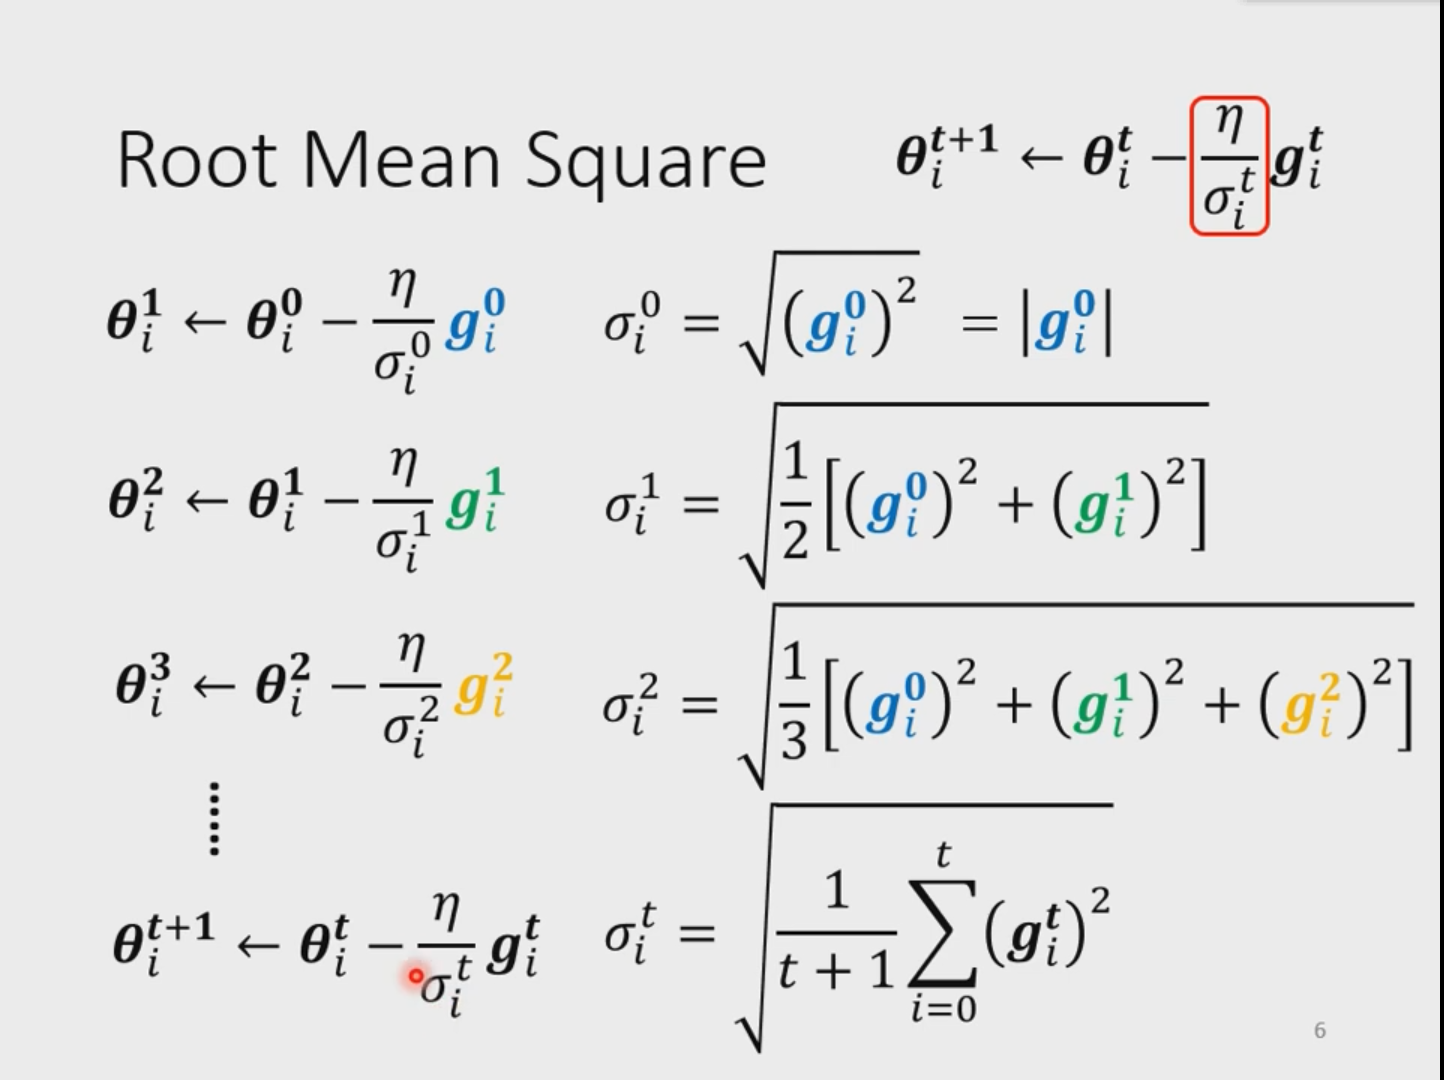 Root Mean Square
θᵢᵗ⁺¹ ← θᵢᵗ − η/σᵢᵗ gᵢᵗ
θᵢ¹ ← θᵢ⁰ − η/σᵢ⁰ gᵢ⁰   σᵢ⁰ = √(gᵢ⁰)² = |gᵢ⁰|
θᵢ² ← θᵢ¹ − η/σᵢ¹ gᵢ¹   σᵢ¹ = √1/2[(gᵢ⁰)² + (gᵢ¹)²]
θᵢ³ ← θᵢ² − η/σᵢ² gᵢ²   σᵢ² = √1/3[(gᵢ⁰)² + (gᵢ¹)² + (gᵢ²)²]
⋮
θᵢᵗ⁺¹ ← θᵢᵗ − η/σᵢᵗ gᵢᵗ   σᵢᵗ = √1/(t + 1) ∑_{i=0}^{t} (gᵢᵗ)²
6